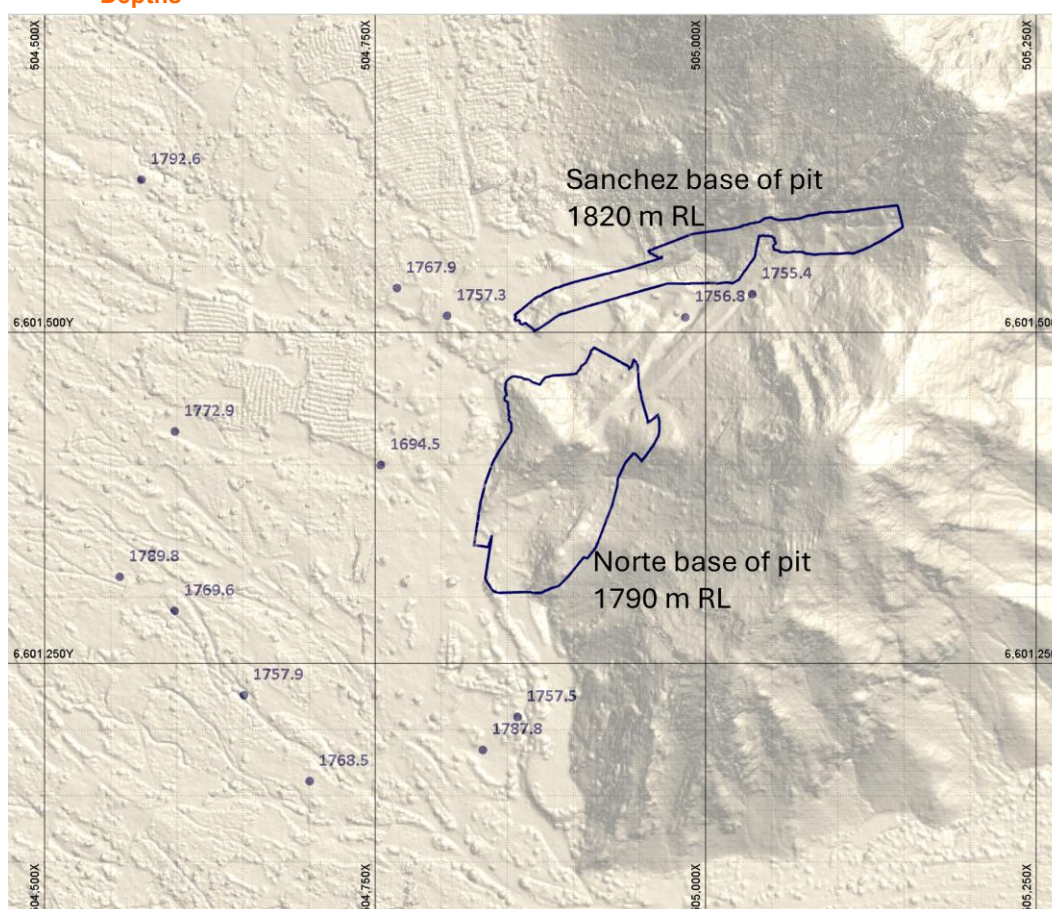 Depths
504,500X
504,750X
505,000X
505,250X
1792.6
Sanchez base of pit
1820 m RL
1767.9
1755.4
1757.3
1756.8
6,601,500Y
6,601,500
1772.9
1694.5
1789.8
Norte base of pit
1769.6
1790 m RL
6,601,250Y
6,601,250
1757.9
1757.5
1787.8
1768.5
504,500X
504,750X
505,000X
505,250X